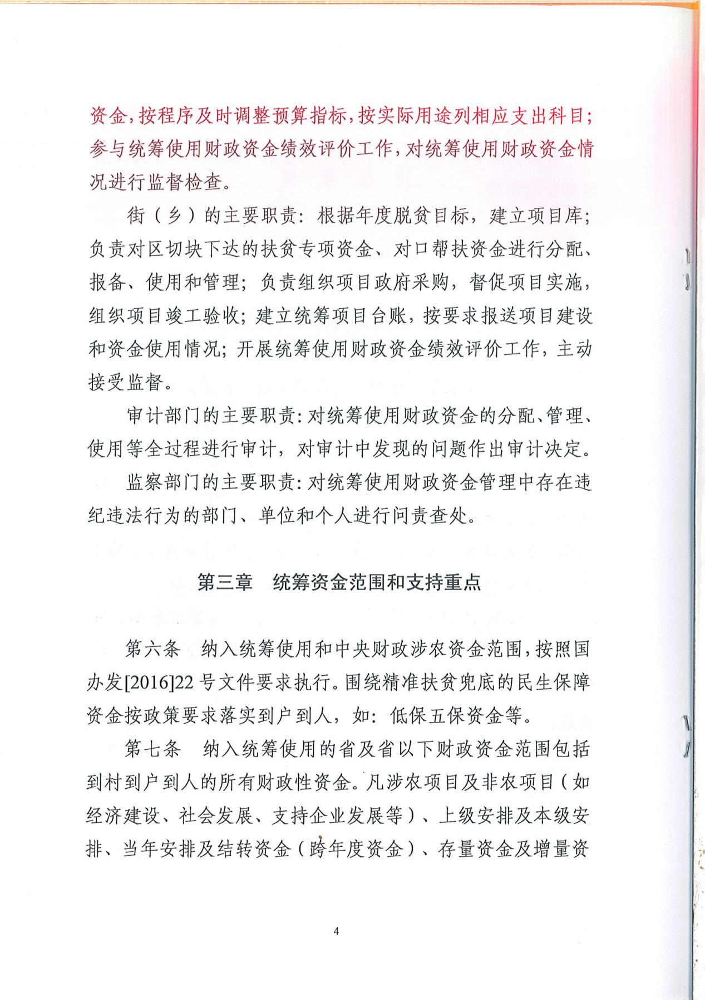 资金,按程序及时调整预算指标,按实际用途列相应支出科目;
参与统筹使用财政资金绩效评价工作,对统筹使用财政资金情
况进行监督检查。
街（乡）的主要职责：根据年度脱贫目标，建立项目库；
负责对区切块下达的扶贫专项资金、对口帮扶资金进行分配、
报备、使用和管理；负责组织项目政府采购，督促项目实施，
组织项目竣工验收;建立统筹项目台账,按要求报送项目建设
和资金使用情况;开展统筹使用财政资金绩效评价工作,主动
接受监督。
审计部门的主要职责:对统筹使用财政资金的分配、管理、
使用等全过程进行审计，对审计中发现的问题作出审计决定。
监察部门的主要职责:对统筹使用财政资金管理中存在违
纪违法行为的部门、单位和个人进行问责查处。
第三章 统筹资金范围和支持重点
第六条 纳入统筹使用和中央财政涉农资金范围,按照国
办发[2016]22 号文件要求执行。围绕精准扶贫兜底的民生保障
资金按政策要求落实到户到人，如：低保五保资金等。
第七条 纳入统筹使用的省及省以下财政资金范围包括
到村到户到人的所有财政性资金。凡涉农项目及非农项目（如
经济建设、社会发展、支持企业发展等）、上级安排及本级安
排、当年安排及结转资金（跨年度资金）、存量资金及增量资
4